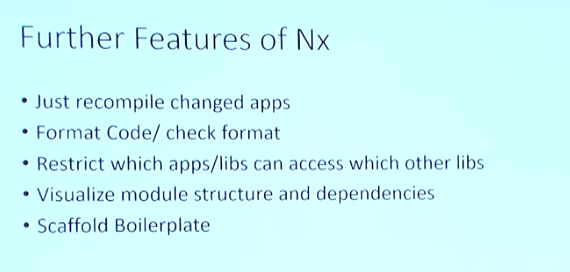 Further Features of Nx
• Just recompile changed apps
• Format Code/ check format
• Restrict which apps/libs can access which other libs
• Visualize module structure and dependencies
• Scaffold Boilerplate